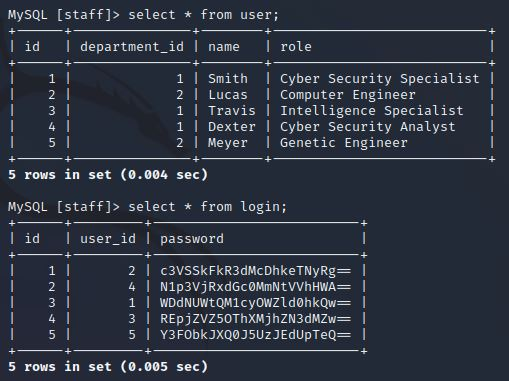 MySQL [staff]> select * from user;
+------+---------------+--------+---------------------------+
| id | department_id | name | role |
+------+---------------+--------+---------------------------+
| 1 | 1 | Smith | Cyber Security Specialist |
| 2 | 2 | Lucas | Computer Engineer |
| 3 | 1 | Travis | Intelligence Specialist |
| 4 | 1 | Dexter | Cyber Security Analyst |
| 5 | 2 | Meyer | Genetic Engineer |
+------+---------------+--------+---------------------------+
5 rows in set (0.004 sec)
MySQL [staff]> select * from login;
+------+---------+--------------------------+
| id | user_id | password |
+------+---------+--------------------------+
| 1 | 2 | c3VSSkFkR3dMcDhkeTNyRg== |
| 2 | 4 | N1p3VjRxdGc0MmNtVVhHWA== |
| 3 | 1 | WDdNUWtQM1cyOWZld0hkQw== |
| 4 | 3 | REpjZVZ5OThXMjhZN3dMZw== |
| 5 | 5 | Y3FObkJXQ0J5UzJEdUpTeQ== |
+------+---------+--------------------------+
5 rows in set (0.005 sec)